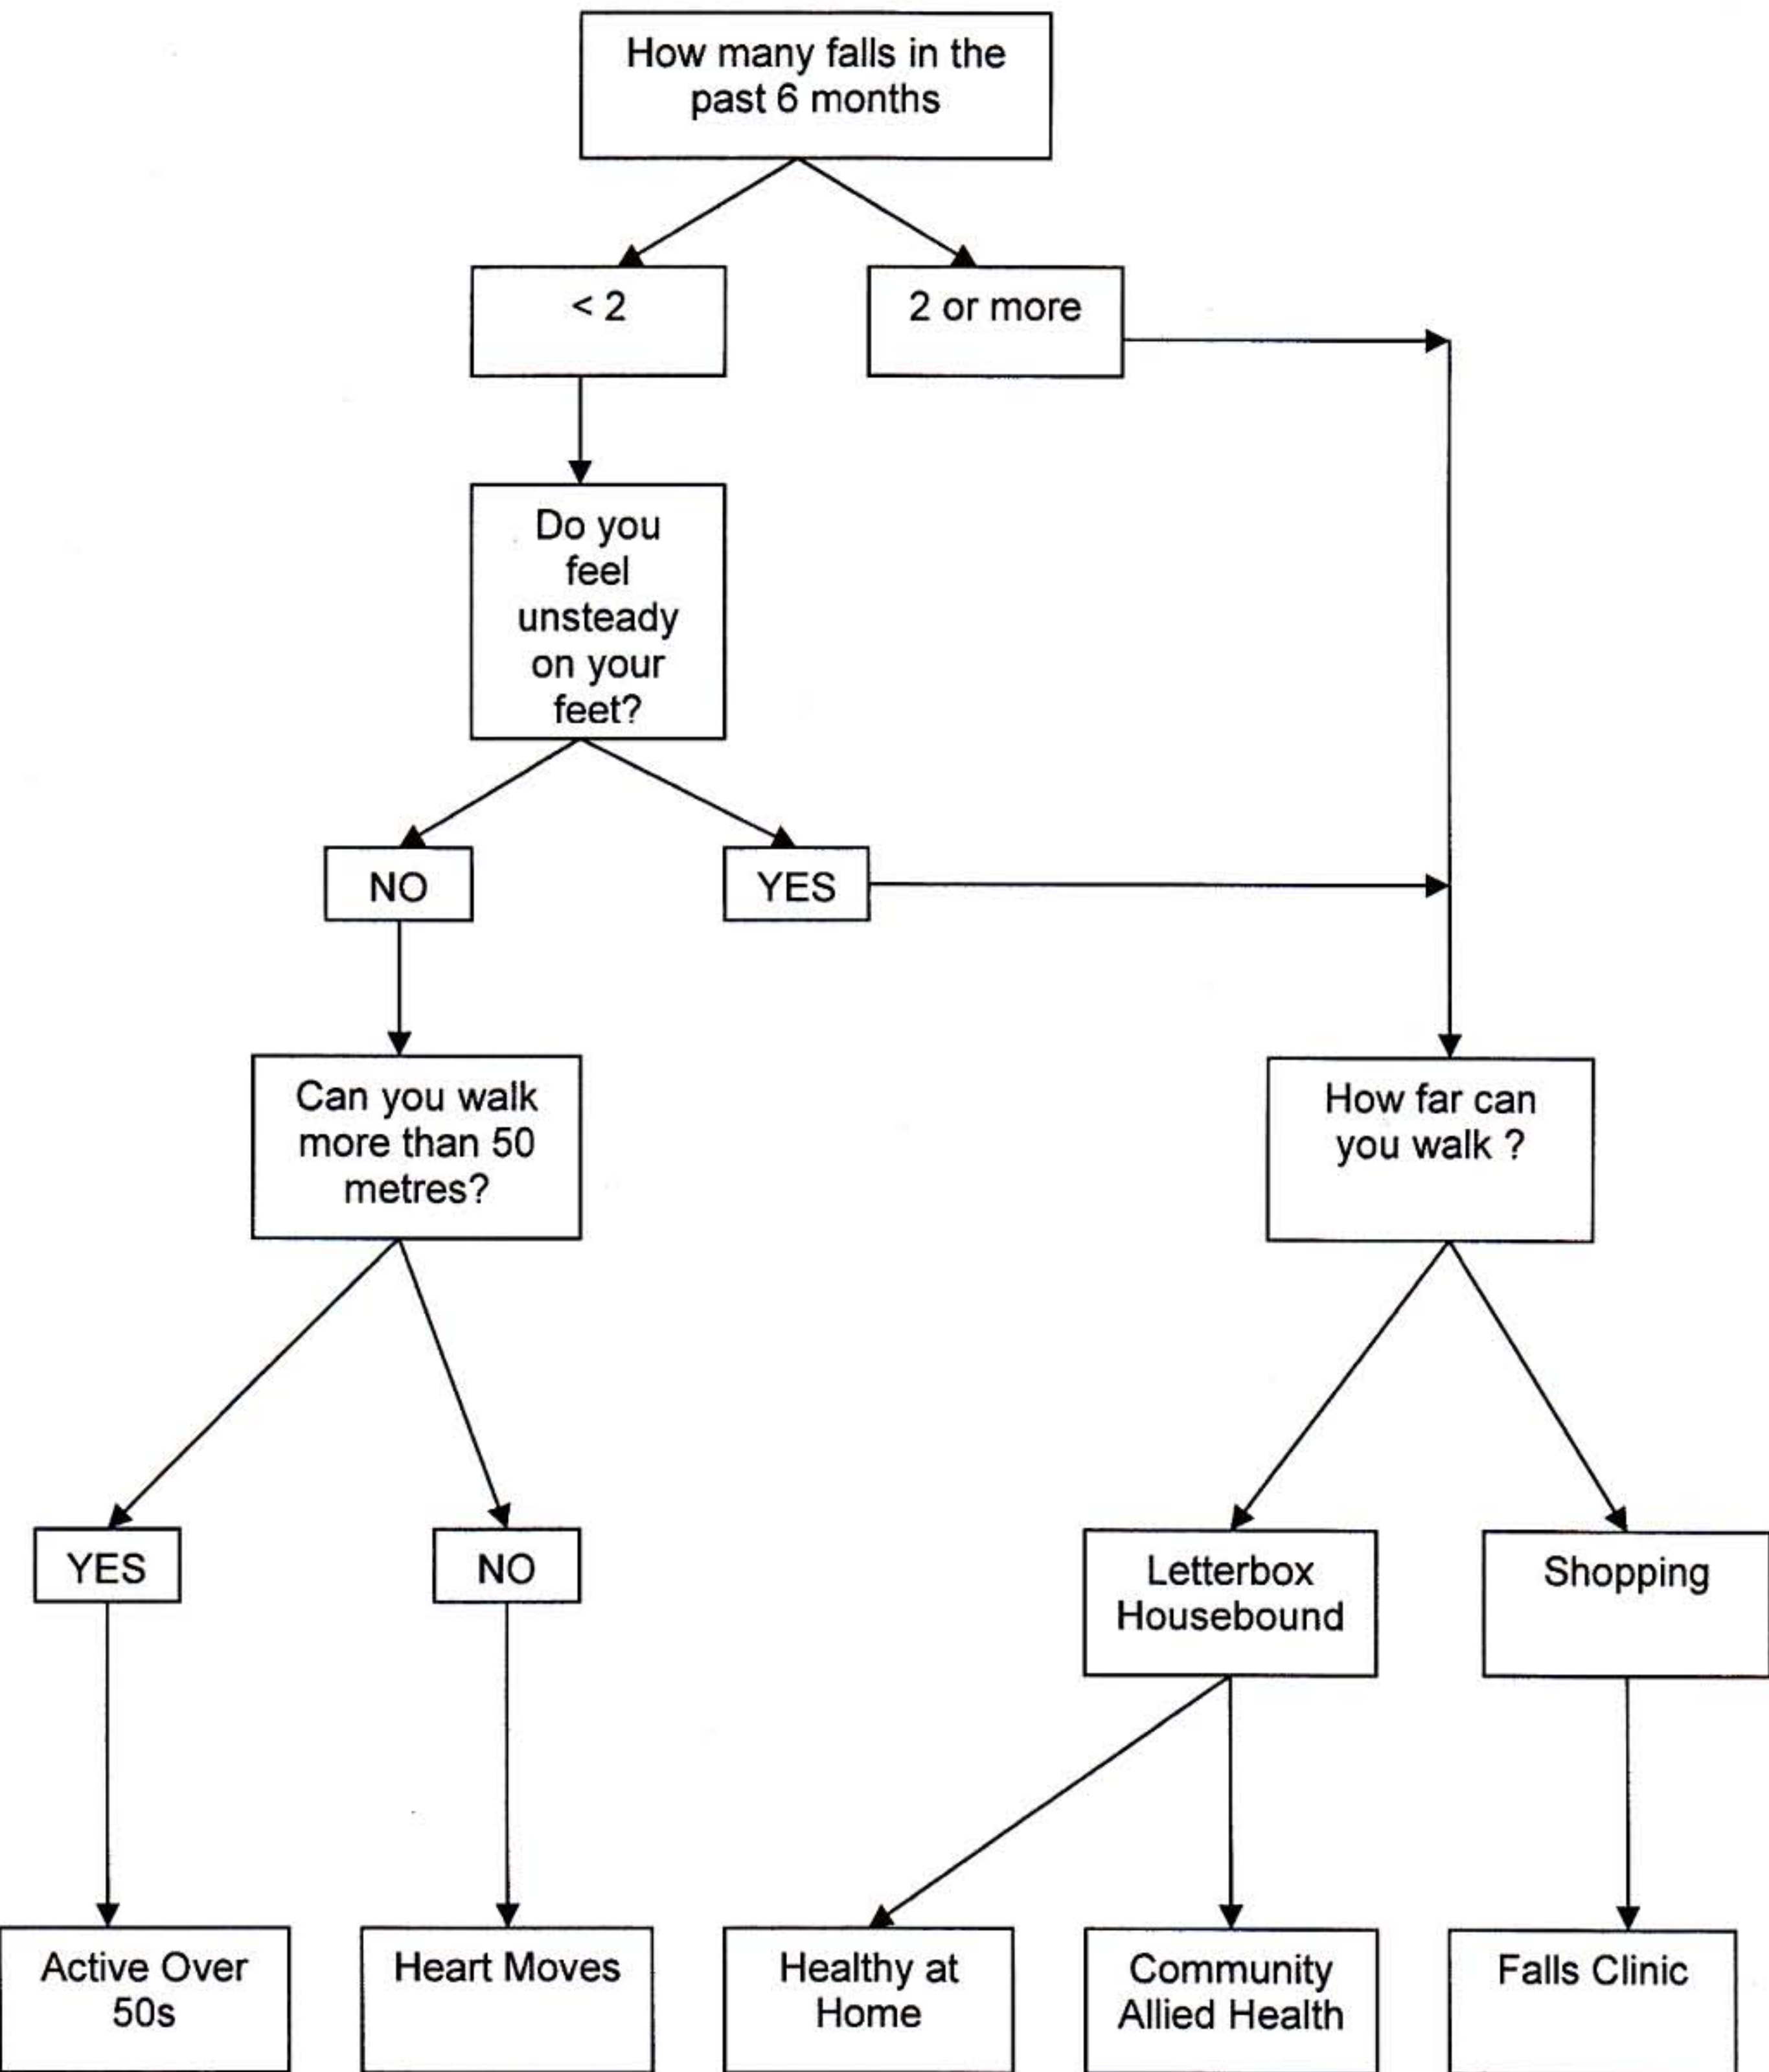 How many falls in the
past 6 months
< 2
2 or more
Do you
feel
unsteady
on your
feet?
NO
YES
Can you walk
more than 50
metres?
How far can
you walk ?
YES
NO
Letterbox
Housebound
Shopping
Active Over
50s
Heart Moves
Healthy at
Home
Community
Allied Health
Falls Clinic